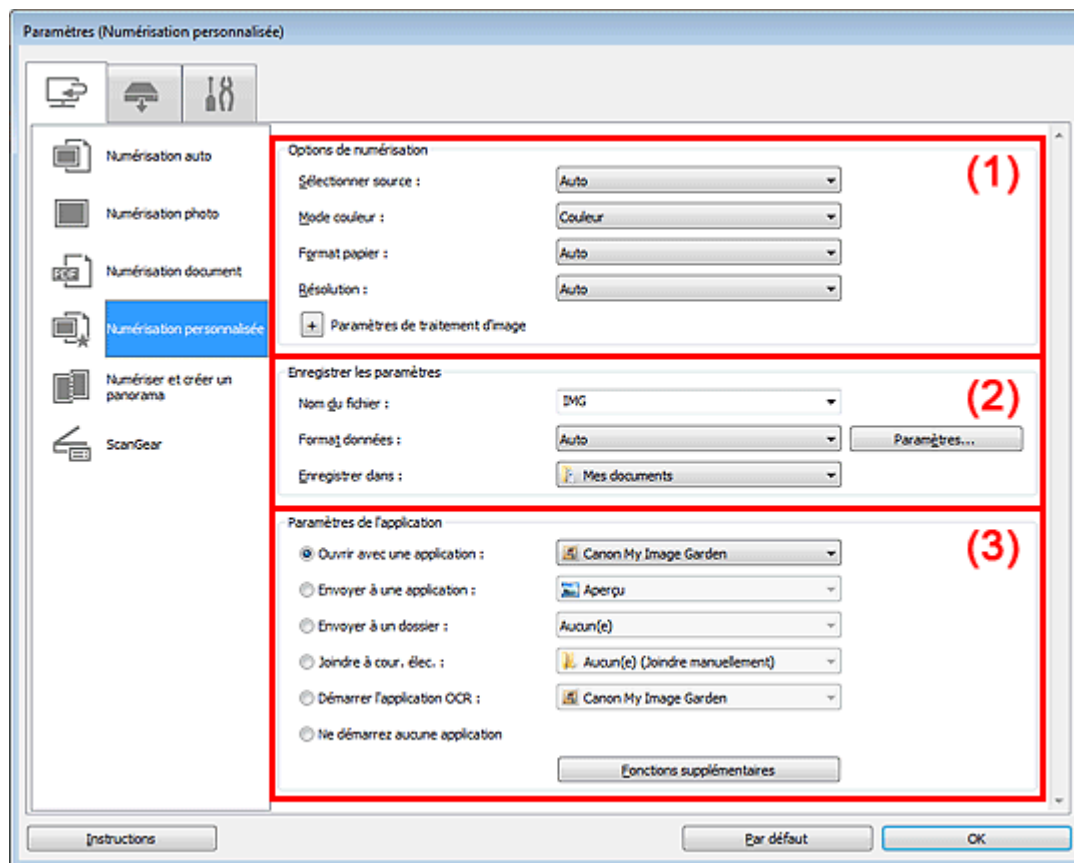 Paramètres (Numérisation personnalisée)
Numérisation auto
Numérisation photo
PDF
Numérisation document
Numérisation personnalisée
Numériser et créer un
panorama
ScanGear
Options de numérisation
(1)
Sélectionner source : Auto
Mode couleur : Couleur
Format papier : Auto
Résolution : Auto
+ Paramètres de traitement d'image
Enregistrer les paramètres
(2)
Nom du fichier : IMG
Format données : Auto Paramètres...
Enregistrer dans : Mes documents
Paramètres de l'application
(3)
Ouvrir avec une application : Canon My Image Garden
Envoyer à une application : Aperçu
Envoyer à un dossier : Aucun(e)
Joindre à cour. élec. : Aucun(e) (Joindre manuellement)
Démarrer l'application OCR : Canon My Image Garden
Ne démarrez aucune application
Fonctions supplémentaires
Instructions Par défaut OK